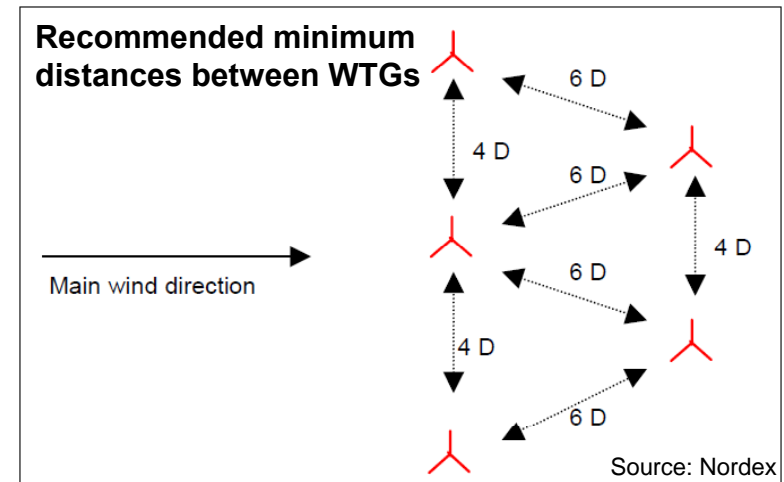 Recommended minimum
distances between WTGs
6 D
4 D
6 D
4 D
Main wind direction
6 D
4 D
6 D
Source: Nordex